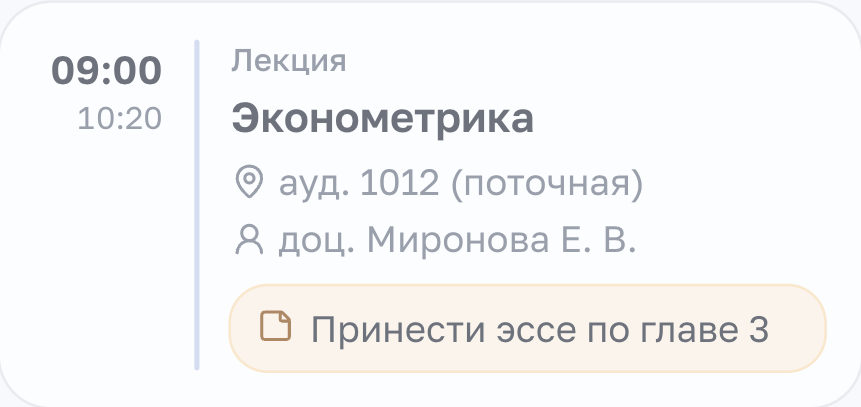 09:00
10:20
Лекция
Эконометрика
ауд. 1012 (поточная)
доц. Миронова Е. В.
Принести эссе по главе 3